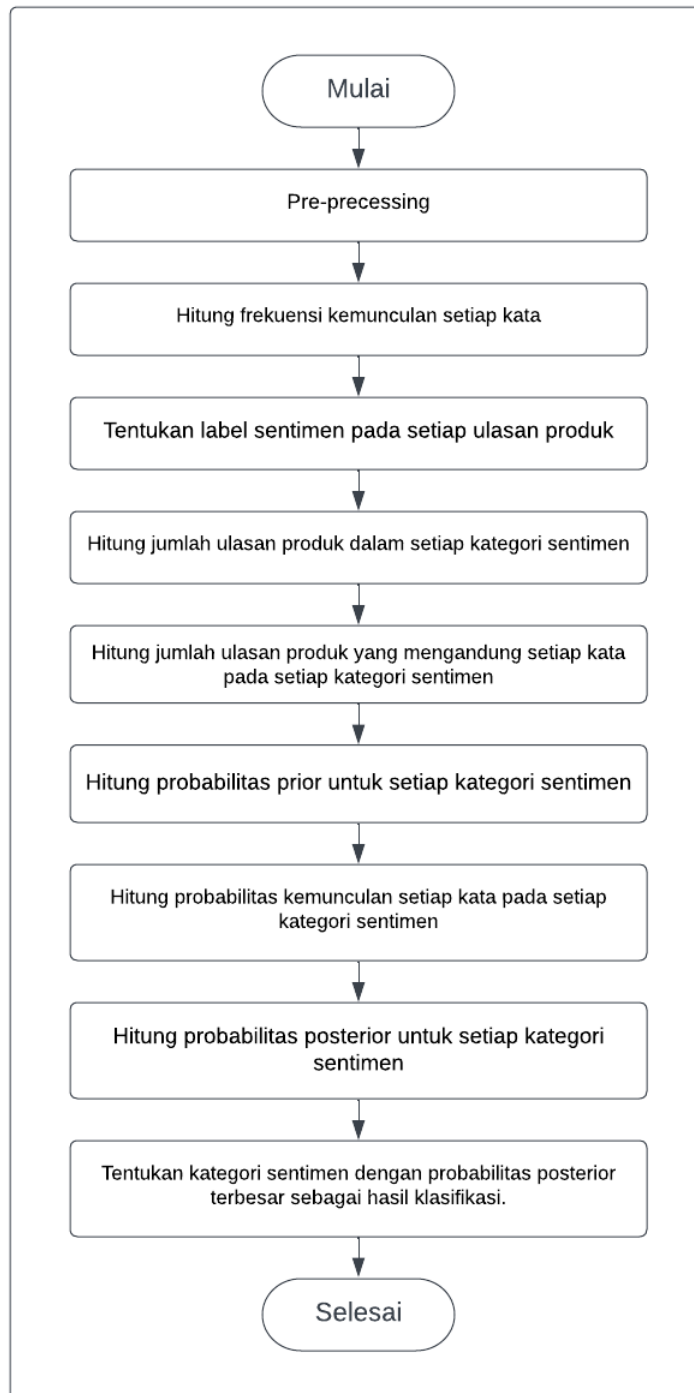 Mulai
Pre-precessing
Hitung frekuensi kemunculan setiap kata
Tentukan label sentimen pada setiap ulasan produk
Hitung jumlah ulasan produk dalam setiap kategori sentimen
Hitung jumlah ulasan produk yang mengandung setiap kata
pada setiap kategori sentimen
Hitung probabilitas prior untuk setiap kategori sentimen
Hitung probabilitas kemunculan setiap kata pada setiap
kategori sentimen
Hitung probabilitas posterior untuk setiap kategori
sentimen
Tentukan kategori sentimen dengan probabilitas posterior
terbesar sebagai hasil klasifikasi.
Selesai